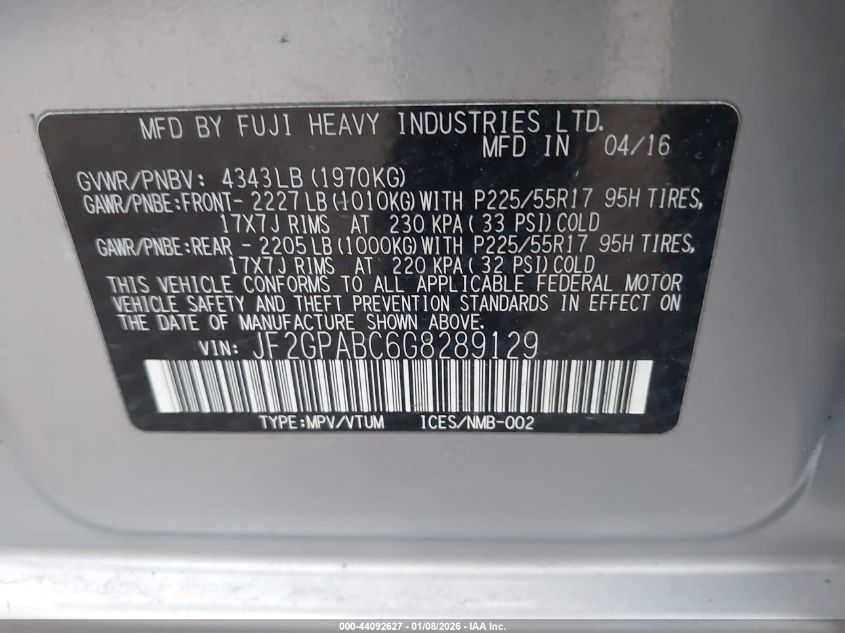 MFD BY FUJI HEAVY INDUSTRIES LTD.
MFD IN 04/16
GVWR/PNBV: 4343LB(1970KG)
GAWR/PNBE:FRONT- 2227LB(1010KG)WITH P225/55R17 95H TIRES,
17X7J RIMS AT 230 KPA(33 PSI)COLD
GAWR/PNBE:REAR - 2205LB(1000KG)WITH P225/55R17 95H TIRES,
17X7J RIMS AT 220 KPA(32 PSI)COLD
THIS VEHICLE CONFORMS TO ALL APPLICABLE FEDERAL MOTOR
VEHICLE SAFETY AND THEFT PREVENTION STANDARDS IN EFFECT ON
THE DATE OF MANUFACTURE SHOWN ABOVE.
VIN: JF2GPABC6G8289129
TYPE:MPV/VTUM ICES/NMB-002
000-44092627 - 01/08/2026 - IAA Inc.